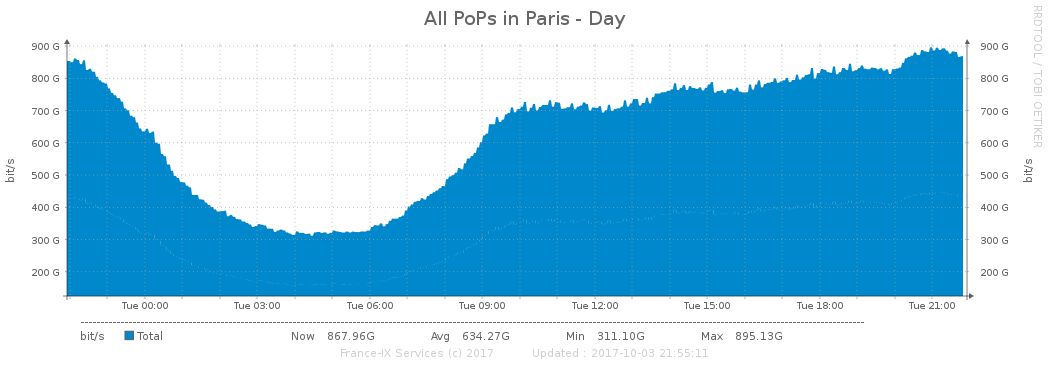 All PoPs in Paris - Day
RRDTOOL / TOBI OETIKER
900 G 900 G
800 G 800 G
700 G 700 G
600 G 600 G
500 G 500 G
400 G 400 G
300 G 300 G
200 G 200 G
bit/s bit/s
Tue 00:00 Tue 03:00 Tue 06:00 Tue 09:00 Tue 12:00 Tue 15:00 Tue 18:00 Tue 21:00
bit/s Total Now 867.96G Avg 634.27G Min 311.10G Max 895.13G
France-IX Services (c) 2017 Updated : 2017-10-03 21:55:11